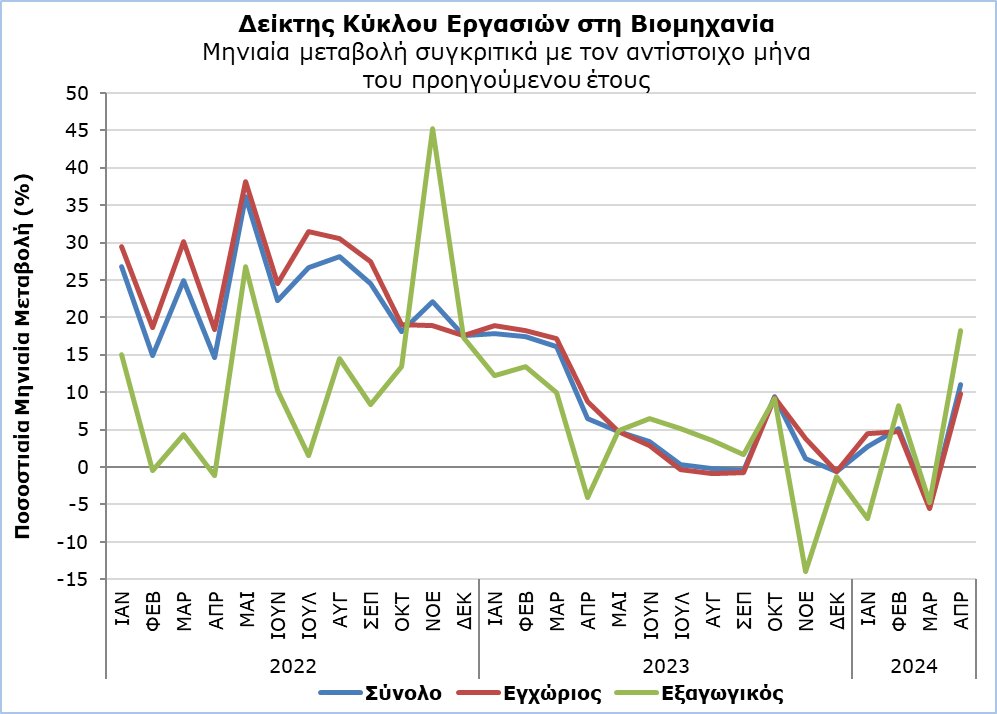 Δείκτης Κύκλου Εργασιών στη Βιομηχανία
Μηνιαία μεταβολή συγκριτικά με τον αντίστοιχο μήνα
του προηγούμενου έτους
Ποσοστιαία Μηνιαία Μεταβολή (%)
50
45
40
35
30
25
20
15
10
5
0
-5
-10
-15
ΙΑΝ ΦΕΒ ΜΑΡ ΑΠΡ ΜΑΙ ΙΟΥΝ ΙΟΥΛ ΑΥΓ ΣΕΠ ΟΚΤ ΝΟΕ ΔΕΚ ΙΑΝ ΦΕΒ ΜΑΡ ΑΠΡ ΜΑΙ ΙΟΥΝ ΙΟΥΛ ΑΥΓ ΣΕΠ ΟΚΤ ΝΟΕ ΔΕΚ ΙΑΝ ΦΕΒ ΜΑΡ ΑΠΡ
2022 2023 2024
Σύνολο Εγχώριος Εξαγωγικός